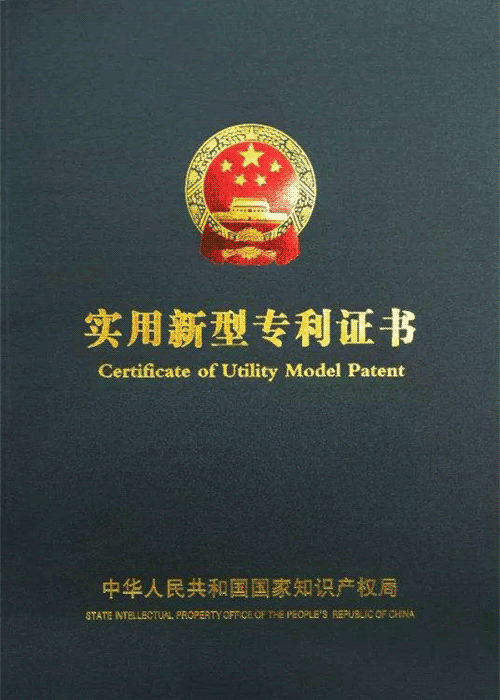 实用新型专利证书
Certificate of Utility Model Patent
中华人民共和国国家知识产权局
STATE INTELLECTUAL PROPERTY OFFICE OF THE PEOPLE'S REPUBLIC OF CHINA